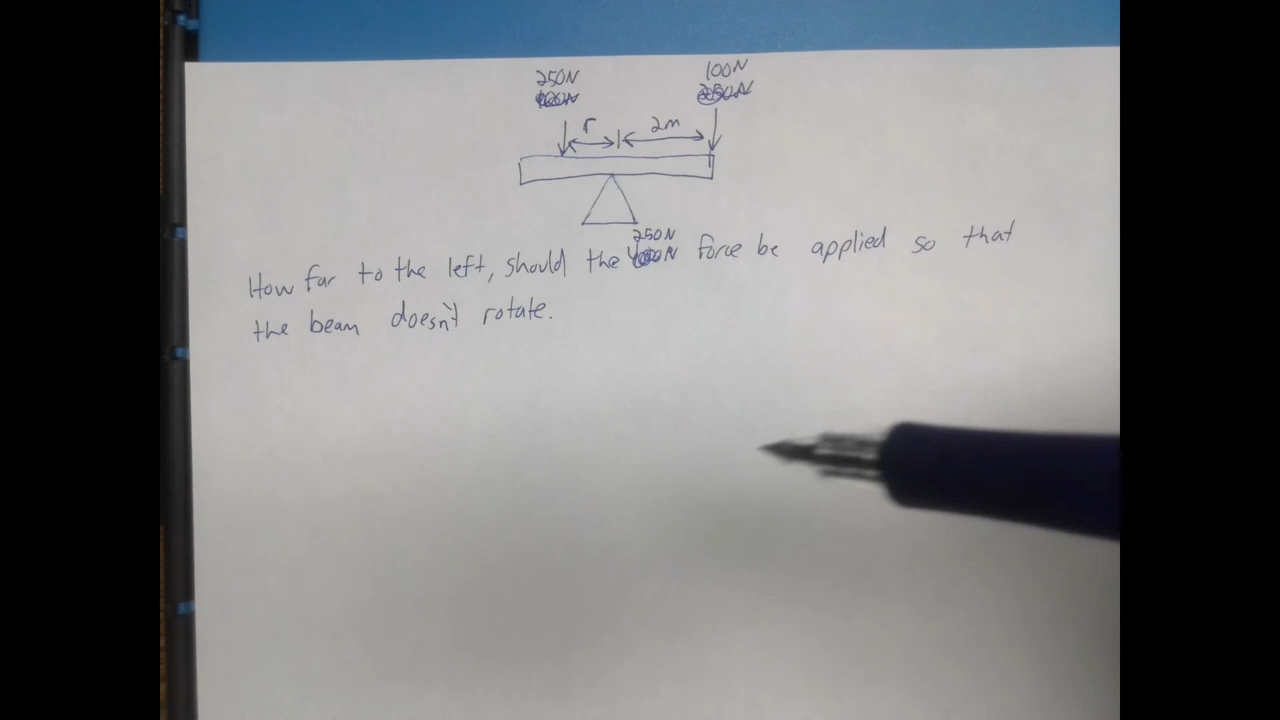 250N 100N
r 2m
250N
How far to the left, should the force be applied so that
the beam doesn't rotate.